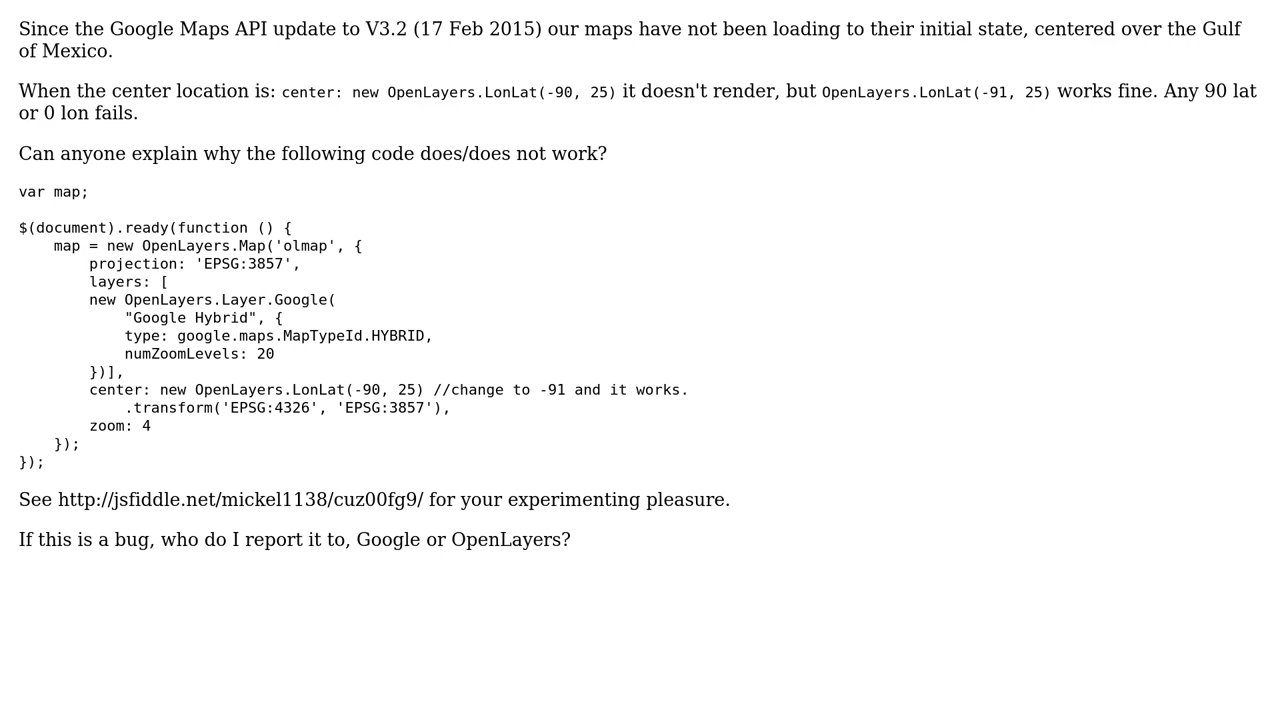 Since the Google Maps API update to V3.2 (17 Feb 2015) our maps have not been loading to their initial state, centered over the Gulf
of Mexico.
When the center location is: center: new OpenLayers.LonLat(-90, 25) it doesn't render, but OpenLayers.LonLat(-91, 25) works fine. Any 90 lat
or 0 lon fails.
Can anyone explain why the following code does/does not work?
var map;
$(document).ready(function () {
    map = new OpenLayers.Map('olmap', {
        projection: 'EPSG:3857',
        layers: [
        new OpenLayers.Layer.Google(
            "Google Hybrid", {
            type: google.maps.MapTypeId.HYBRID,
            numZoomLevels: 20
        })],
        center: new OpenLayers.LonLat(-90, 25) //change to -91 and it works.
            .transform('EPSG:4326', 'EPSG:3857'),
        zoom: 4
    });
});
See http://jsfiddle.net/mickel1138/cuz00fg9/ for your experimenting pleasure.
If this is a bug, who do I report it to, Google or OpenLayers?